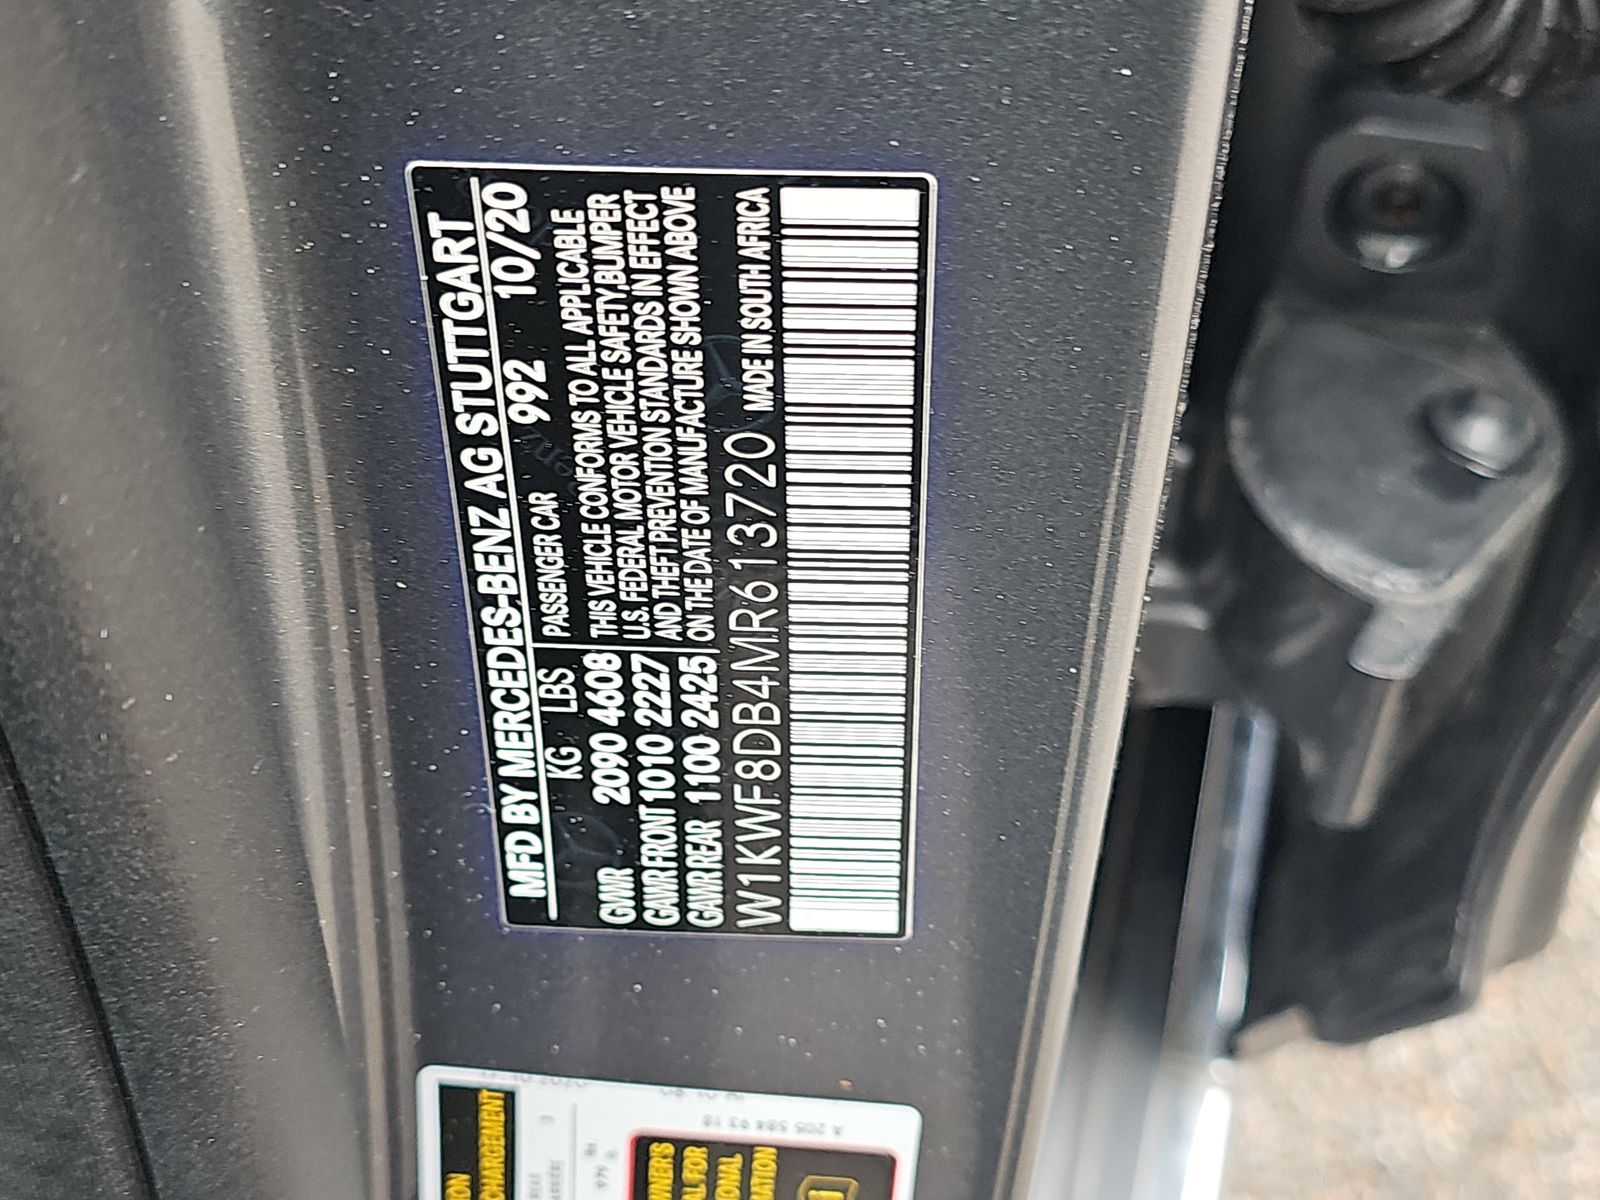 MFD BY MERCEDES-BENZ AG STUTTGART
KG LBS PASSENGER CAR 992 10/20
GVWR 2090 4608 THIS VEHICLE CONFORMS TO ALL APPLICABLE
GAWR FRONT 1010 2227 U.S. FEDERAL MOTOR VEHICLE SAFETY,BUMPER
GAWR REAR 1100 2425 AND THEFT PREVENTION STANDARDS IN EFFECT
ON THE DATE OF MANUFACTURE SHOWN ABOVE
W1KWF8DB4MR613720 MADE IN SOUTH AFRICA
A 205 584 93 18